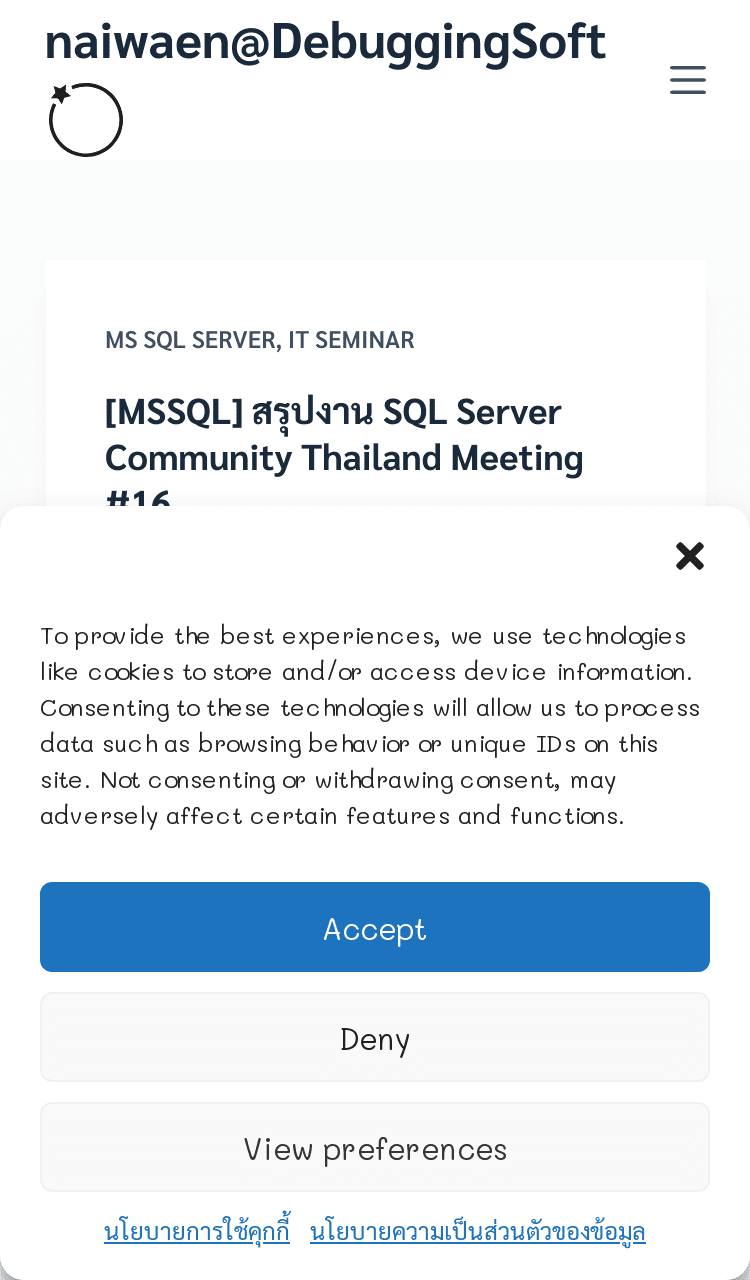 naiwaen@DebuggingSoft
MS SQL SERVER, IT SEMINAR
[MSSQL] สรุปงาน SQL Server
Community Thailand Meeting
#16
To provide the best experiences, we use technologies
like cookies to store and/or access device information.
Consenting to these technologies will allow us to process
data such as browsing behavior or unique IDs on this
site. Not consenting or withdrawing consent, may
adversely affect certain features and functions.
Accept
Deny
View preferences
นโยบายการใช้คุกกี้ นโยบายความเป็นส่วนตัวของข้อมูล